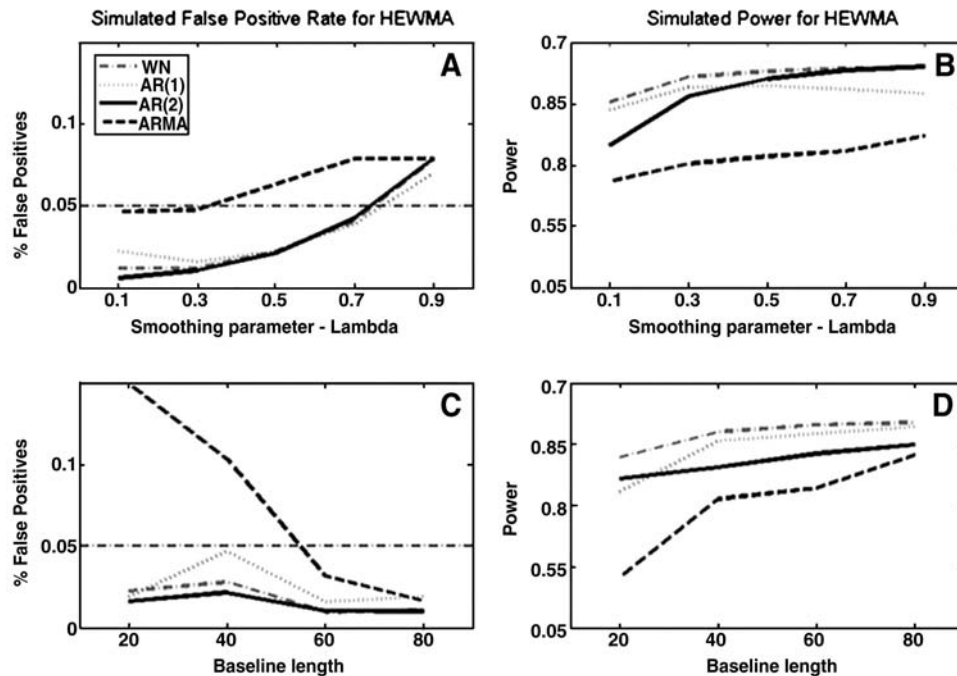 Simulated False Positive Rate for HEWMA
A
WN
AR(1)
AR(2)
ARMA
% False Positives
0.1
0.05
0
0.1 0.3 0.5 0.7 0.9
Smoothing parameter - Lambda
Simulated Power for HEWMA
B
Power
0.7
0.85
0.8
0.55
0.05
0.1 0.3 0.5 0.7 0.9
Smoothing parameter - Lambda
C
% False Positives
0.1
0.05
0
20 40 60 80
Baseline length
D
Power
0.7
0.85
0.8
0.55
0.05
20 40 60 80
Baseline length